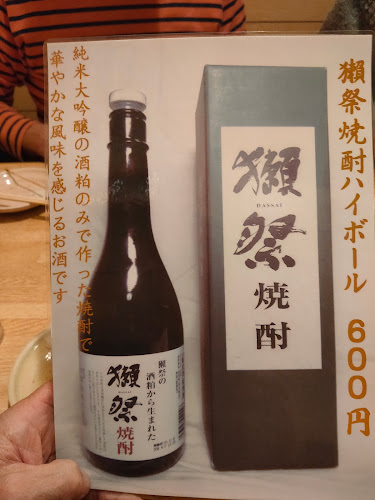 獺祭焼酎ハイボール 600円
獺祭
DASSAI
焼酎
獺祭の
酒粕から生まれた
獺祭
焼酎
純米大吟醸の酒粕のみで作った焼酎で
華やかな風味を感じるお酒です